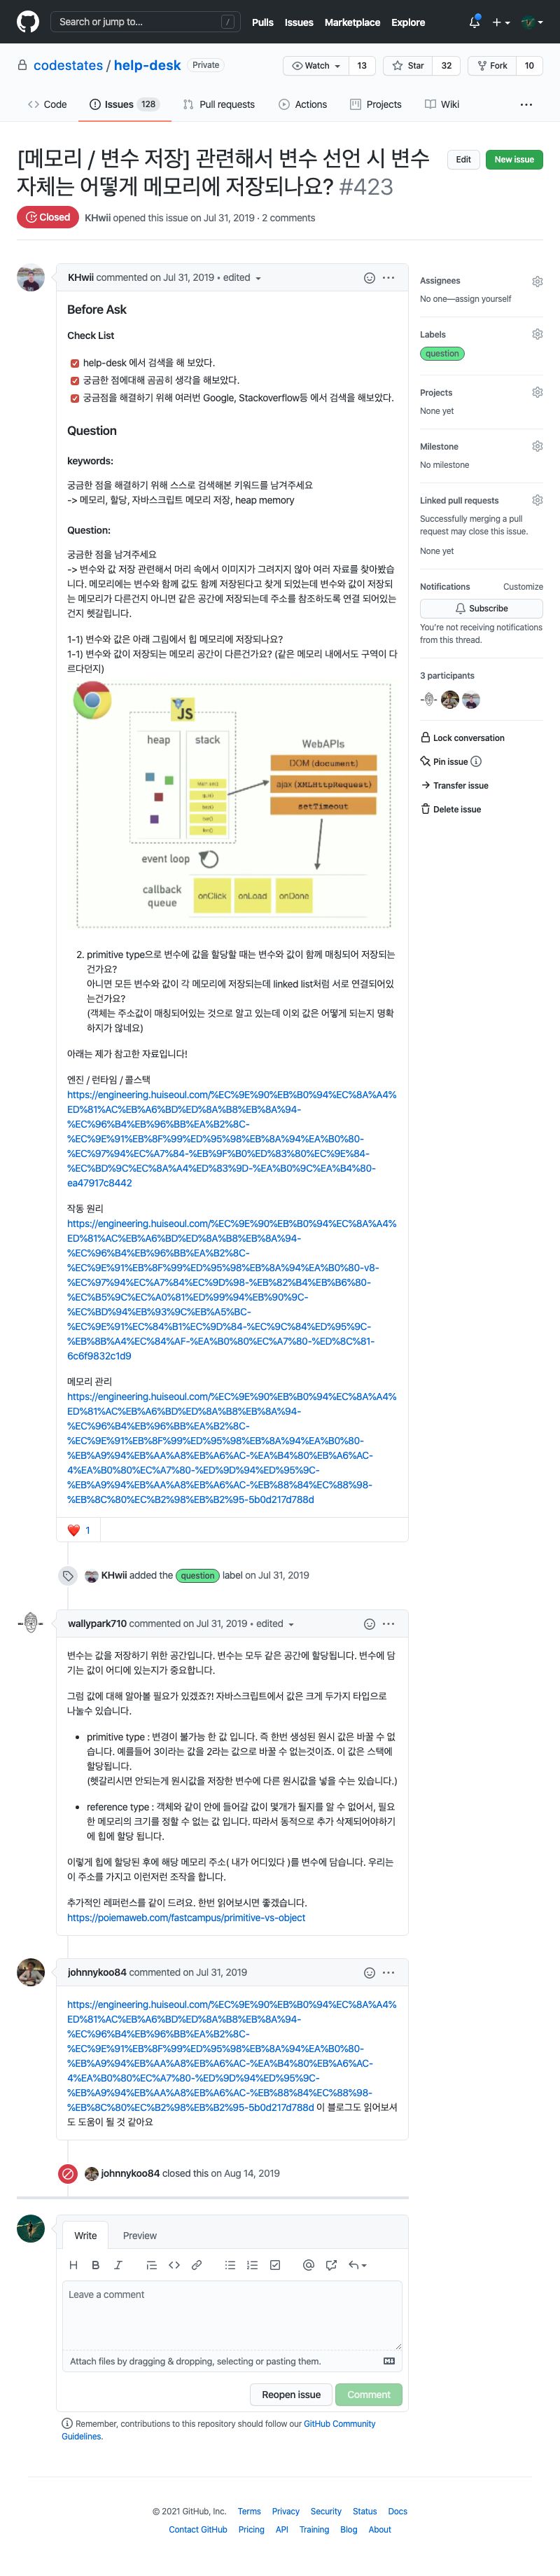 Search or jump to...
/
Pulls Issues Marketplace Explore
codestates / help-desk Private
Watch 13 Star 32 Fork 10
Code Issues 128 Pull requests Actions Projects Wiki
[메모리 / 변수 저장] 관련해서 변수 선언 시 변수
자체는 어떻게 메모리에 저장되나요? #423
Edit New issue
Closed KHwii opened this issue on Jul 31, 2019 · 2 comments
KHwii commented on Jul 31, 2019 • edited
Before Ask
Check List
help-desk 에서 검색을 해 보았다.
궁금한 점에대해 곰곰히 생각을 해보았다.
궁금점을 해결하기 위해 여러번 Google, Stackoverflow등 에서 검색을 해보았다.
Question
keywords:
궁금한 점을 해결하기 위해 스스로 검색해본 키워드를 남겨주세요
-> 메모리, 할당, 자바스크립트 메모리 저장, heap memory
Question:
궁금한 점을 남겨주세요
-> 변수와 값 저장 관련해서 머리 속에서 이미지가 그려지지 않아 여러 자료를 찾아봤습
니다. 메모리에는 변수와 함께 값도 함께 저장된다고 찾게 되었는데 변수와 값이 저장되
는 메모리가 다른건지 아니면 같은 공간에 저장되는데 주소를 참조하도록 연결 되어있는
건지 헷갈립니다.
1-1) 변수와 값은 아래 그림에서 힙 메모리에 저장되나요?
1-1) 변수와 값이 저장되는 메모리 공간이 다른건가요? (같은 메모리 내에서도 구역이 다
르다던지)
JS
heap stack
WebAPIs
DOM (document)
ajax (XMLHttpRequest)
setTimeout
event loop
callback
queue
onClick onLoad onDone
2. primitive type으로 변수에 값을 할당할 때는 변수와 값이 함께 매칭되어 저장되는
건가요?
아니면 모든 변수와 값이 각 메모리에 저장되는데 linked list처럼 서로 연결되어있
는건가요?
(객체는 주소값이 매칭되어있는 것으로 알고 있는데 이외 값은 어떻게 되는지 명확
하지가 않네요)
아래는 제가 참고한 자료입니다!
엔진 / 런타임 / 콜스택
https://engineering.huiseoul.com/%EC%9E%90%EB%B0%94%EC%8A%A4%
ED%81%AC%EB%A6%BD%ED%8A%B8%EB%8A%94-
%EC%96%B4%EB%96%BB%EA%B2%8C-
%EC%9E%91%EB%8F%99%ED%95%98%EB%8A%94%EA%B0%80-
%EC%97%94%EC%A7%84-%EB%9F%B0%ED%83%80%EC%9E%84-
%EC%BD%9C%EC%8A%A4%ED%83%9D-%EA%B0%9C%EA%B4%80-
ea47917c8442
작동 원리
https://engineering.huiseoul.com/%EC%9E%90%EB%B0%94%EC%8A%A4%
ED%81%AC%EB%A6%BD%ED%8A%B8%EB%8A%94-
%EC%96%B4%EB%96%BB%EA%B2%8C-
%EC%9E%91%EB%8F%99%ED%95%98%EB%8A%94%EA%B0%80-v8-
%EC%97%94%EC%A7%84%EC%9D%98-%EB%82%B4%EB%B6%80-
%EC%B5%9C%EC%A0%81%ED%99%94%EB%90%9C-
%EC%BD%94%EB%93%9C%EB%A5%BC-
%EC%9E%91%EC%84%B1%EC%9D%84-%EC%9C%84%ED%95%9C-
%EB%8B%A4%EC%84%AF-%EA%B0%80%EC%A7%80-%ED%8C%81-
6c6f9832c1d9
메모리 관리
https://engineering.huiseoul.com/%EC%9E%90%EB%B0%94%EC%8A%A4%
ED%81%AC%EB%A6%BD%ED%8A%B8%EB%8A%94-
%EC%96%B4%EB%96%BB%EA%B2%8C-
%EC%9E%91%EB%8F%99%ED%95%98%EB%8A%94%EA%B0%80-
%EB%A9%94%EB%AA%A8%EB%A6%AC-%EA%B4%80%EB%A6%AC-
4%EA%B0%80%EC%A7%80-%ED%9D%94%ED%95%9C-
%EB%A9%94%EB%AA%A8%EB%A6%AC-%EB%88%84%EC%88%98-
%EB%8C%80%EC%B2%98%EB%B2%95-5b0d217d788d
1
KHwii added the question label on Jul 31, 2019
wallypark710 commented on Jul 31, 2019 • edited
변수는 값을 저장하기 위한 공간입니다. 변수는 모두 같은 공간에 할당됩니다. 변수에 담
기는 값이 어디에 있는지가 중요합니다.
그럼 값에 대해 알아볼 필요가 있겠죠?! 자바스크립트에서 값은 크게 두가지 타입으로
나눌수 있습니다.
• primitive type : 변경이 불가능 한 값 입니다. 즉 한번 생성된 원시 값은 바꿀 수 없
습니다. 예를들어 3이라는 값을 2라는 값으로 바꿀 수 없는것이죠. 이 값은 스택에
할당됩니다.
(헷갈리시면 안되는게 원시값을 저장한 변수에 다른 원시값을 넣을 수는 있습니다.)
• reference type : 객체와 같이 안에 들어갈 값이 몇개가 될지를 알 수 없어서, 필요
한 메모리의 크기를 정할 수 없는 값 입니다. 따라서 동적으로 추가 삭제되어야하기
에 힙에 할당 됩니다.
이렇게 힙에 할당된 후에 해당 메모리 주소( 내가 어디있다 )를 변수에 담습니다. 우리는
이 주소를 가지고 이런저런 조작을 합니다.
추가적인 레퍼런스를 같이 드려요. 한번 읽어보시면 좋겠습니다.
https://poiemaweb.com/fastcampus/primitive-vs-object
johnnykoo84 commented on Jul 31, 2019
https://engineering.huiseoul.com/%EC%9E%90%EB%B0%94%EC%8A%A4%
ED%81%AC%EB%A6%BD%ED%8A%B8%EB%8A%94-
%EC%96%B4%EB%96%BB%EA%B2%8C-
%EC%9E%91%EB%8F%99%ED%95%98%EB%8A%94%EA%B0%80-
%EB%A9%94%EB%AA%A8%EB%A6%AC-%EA%B4%80%EB%A6%AC-
4%EA%B0%80%EC%A7%80-%ED%9D%94%ED%95%9C-
%EB%A9%94%EB%AA%A8%EB%A6%AC-%EB%88%84%EC%88%98-
%EB%8C%80%EC%B2%98%EB%B2%95-5b0d217d788d 이 블로그도 읽어보셔
도 도움이 될 것 같아요
johnnykoo84 closed this on Aug 14, 2019
Write Preview
Leave a comment
Attach files by dragging & dropping, selecting or pasting them.
Reopen issue Comment
Remember, contributions to this repository should follow our GitHub Community
Guidelines.
Assignees
No one—assign yourself
Labels
question
Projects
None yet
Milestone
No milestone
Linked pull requests
Successfully merging a pull
request may close this issue.
None yet
Notifications Customize
Subscribe
You're not receiving notifications
from this thread.
3 participants
Lock conversation
Pin issue
Transfer issue
Delete issue
© 2021 GitHub, Inc. Terms Privacy Security Status Docs
Contact GitHub Pricing API Training Blog About